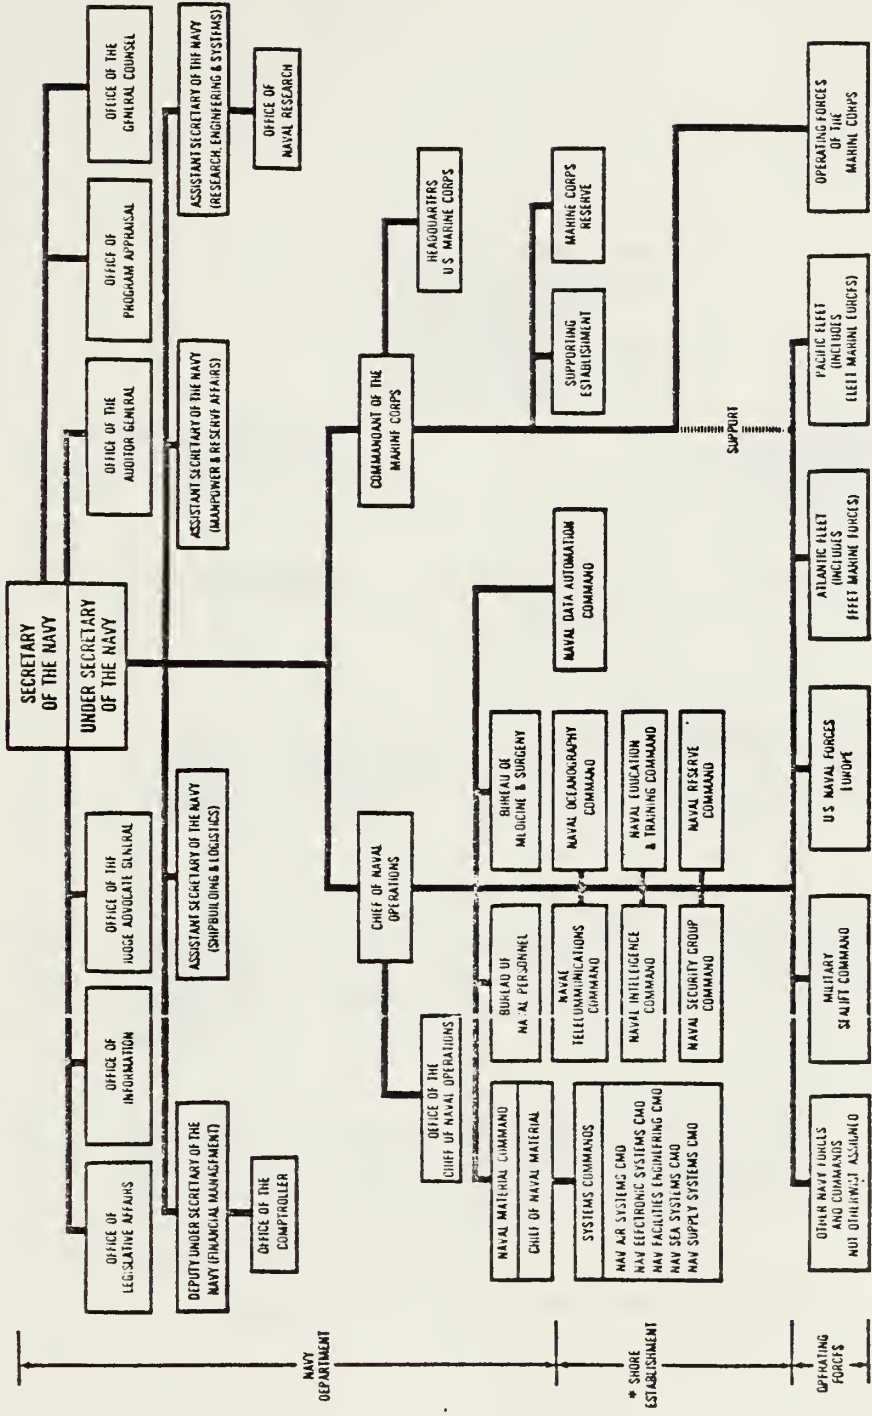 SECRETARY
OF THE NAVY
UNDER SECRETARY
OF THE NAVY
OFFICE OF
LEGISLATIVE AFFAIRS
OFFICE OF
INFORMATION
OFFICE OF THE
JUDGE ADVOCATE GENERAL
OFFICE OF THE
AUDITOR GENERAL
OFFICE OF
PROGRAM APPRAISAL
OFFICE OF THE
GENERAL COUNSEL
DEPUTY UNDER SECRETARY OF THE
NAVY (FINANCIAL MANAGEMENT)
ASSISTANT SECRETARY OF THE NAVY
(SHIPBUILDING & LOGISTICS)
ASSISTANT SECRETARY OF THE NAVY
(MANPOWER & RESERVE AFFAIRS)
ASSISTANT SECRETARY OF THE NAVY
(RESEARCH, ENGINEERING & SYSTEMS)
OFFICE OF THE
COMPTROLLER
OFFICE OF
NAVAL RESEARCH
NAVY
DEPARTMENT
CHIEF OF NAVAL
OPERATIONS
COMMANDANT OF THE
MARINE CORPS
OFFICE OF THE
CHIEF OF NAVAL OPERATIONS
HEADQUARTERS
U.S. MARINE CORPS
NAVAL MATERIAL COMMAND
CHIEF OF NAVAL MATERIAL
BUREAU OF
NAVAL PERSONNEL
BUREAU OF
MEDICINE & SURGERY
* SHORE
ESTABLISHMENT
SYSTEMS COMMANDS
NAV AIR SYSTEMS CMD
NAV ELECTRONIC SYSTEMS CMD
NAV FACILITIES ENGINEERING CMD
NAV SEA SYSTEMS CMD
NAV SUPPLY SYSTEMS CMD
NAVAL
TELECOMMUNICATIONS
COMMAND
NAVAL OCEANOGRAPHY
COMMAND
NAVAL DATA AUTOMATION
COMMAND
SUPPORTING
ESTABLISHMENT
MARINE CORPS
RESERVE
NAVAL INTELLIGENCE
COMMAND
NAVAL EDUCATION
& TRAINING COMMAND
NAVAL SECURITY GROUP
COMMAND
NAVAL RESERVE
COMMAND
SUPPORT
OPERATING
FORCES
OTHER NAVY FORCES
AND COMMANDS
NOT OTHERWISE ASSIGNED
MILITARY
SEALIFT COMMAND
U.S. NAVAL FORCES
EUROPE
ATLANTIC FLEET
(INCLUDES
FLEET MARINE FORCES)
PACIFIC FLEET
(INCLUDES
FLEET MARINE FORCES)
OPERATING FORCES
OF THE
MARINE CORPS